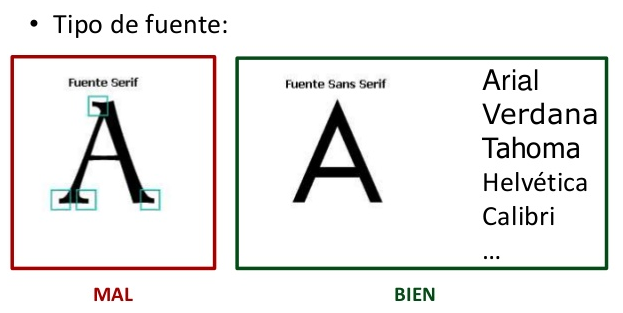 • Tipo de fuente:
Fuente Serif
A
MAL
Fuente Sans Serif
A
Arial
Verdana
Tahoma
Helvética
Calibri
...
BIEN